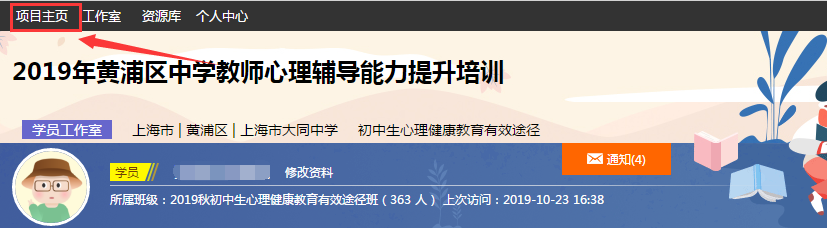 项目主页 工作室 资源库 个人中心
2019年黄浦区中学教师心理辅导能力提升培训
学员工作室 上海市 | 黄浦区 | 上海市大同中学 初中生心理健康教育有效途径
通知(4)
学员 修改资料
所属班级：2019秋初中生心理健康教育有效途径班（363 人） 上次访问：2019-10-23 16:38